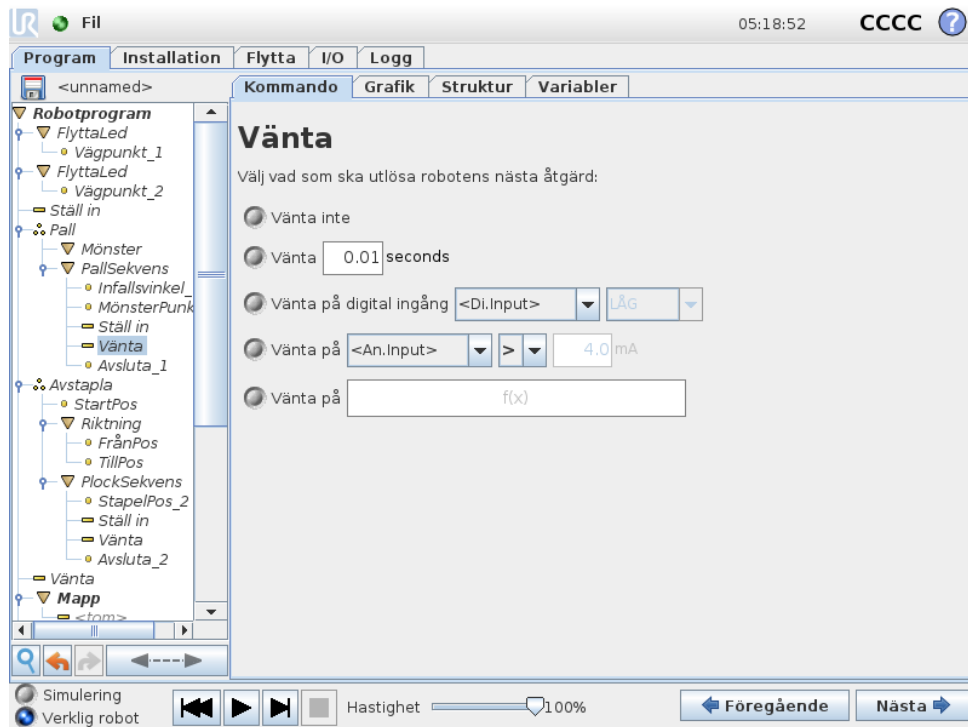 UR Fil 05:18:52 CCCC ?
Program Installation Flytta I/O Logg
<unnamed>
Kommando Grafik Struktur Variabler
Robotprogram
FlyttaLed
Vägpunkt_1
FlyttaLed
Vägpunkt_2
Ställ in
Pall
Mönster
PallSekvens
Infallsvinkel_
MönsterPunk
Ställ in
Vänta
Avsluta_1
Avstapla
StartPos
Riktning
FrånPos
TillPos
PlockSekvens
StapelPos_2
Ställ in
Vänta
Avsluta_2
Vänta
Mapp
<tom>
Vänta
Välj vad som ska utlösa robotens nästa åtgärd:
Vänta inte
Vänta 0.01 seconds
Vänta på digital ingång <Di.Input> LÅG
Vänta på <An.Input> > 4.0 mA
Vänta på f(x)
Simulering
Verklig robot
Hastighet 100%
Föregående Nästa